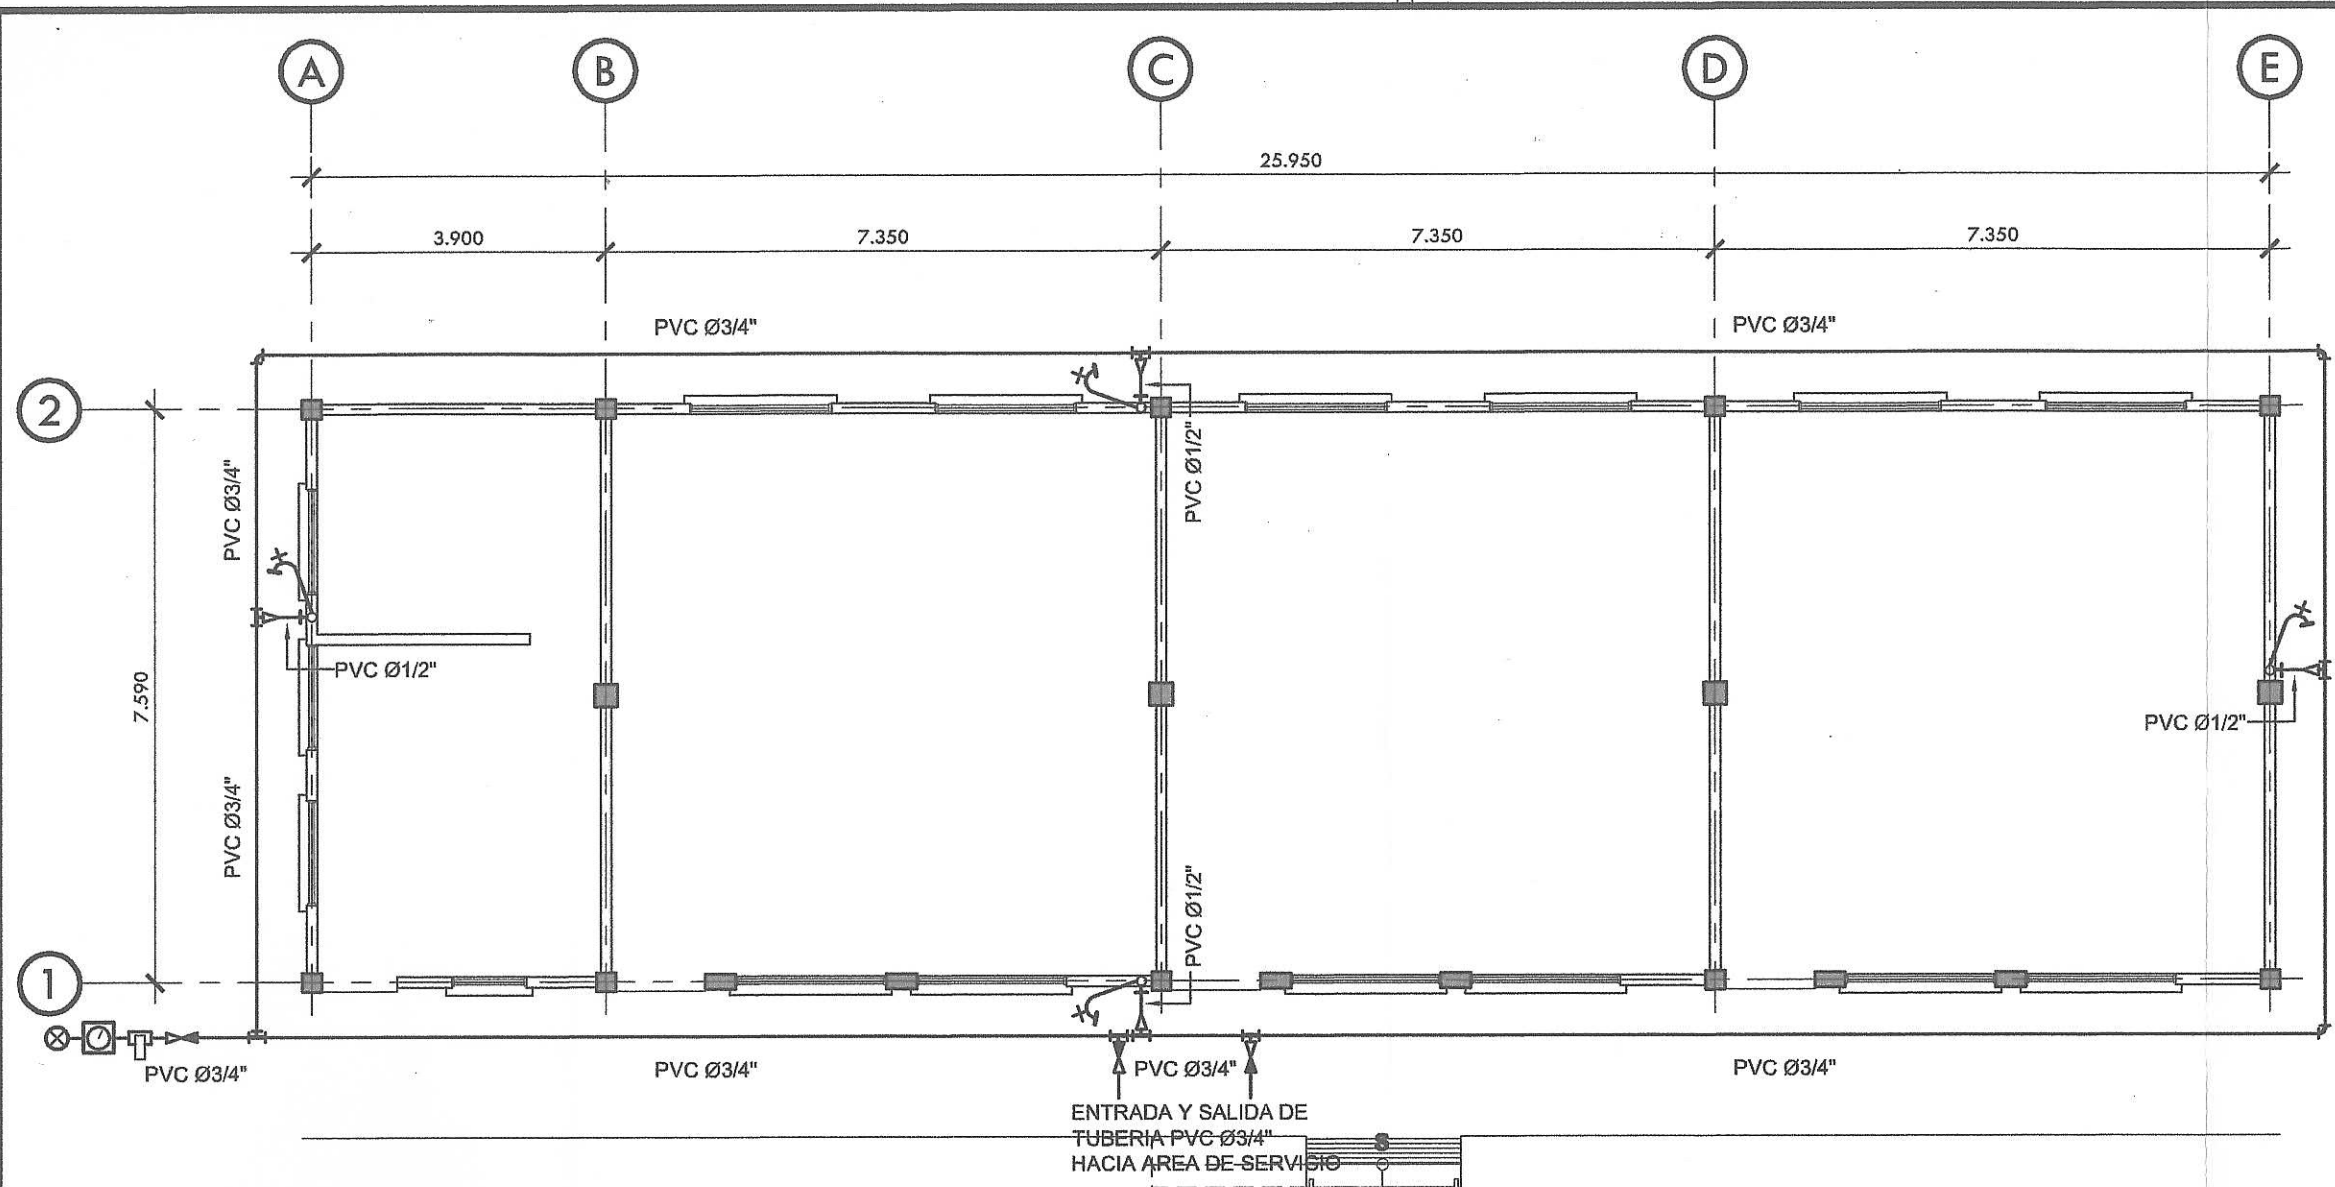 A B C D E
25.950
3.900 7.350 7.350 7.350
PVC Ø3/4" PVC Ø3/4"
2
PVC Ø3/4"
PVC Ø1/2"
PVC Ø1/2"
7.590
PVC Ø1/2"
PVC Ø3/4"
PVC Ø1/2"
1
PVC Ø3/4" PVC Ø3/4" PVC Ø3/4" PVC Ø3/4"
ENTRADA Y SALIDA DE
TUBERIA PVC Ø3/4"
HACIA AREA DE SERVICIO
S